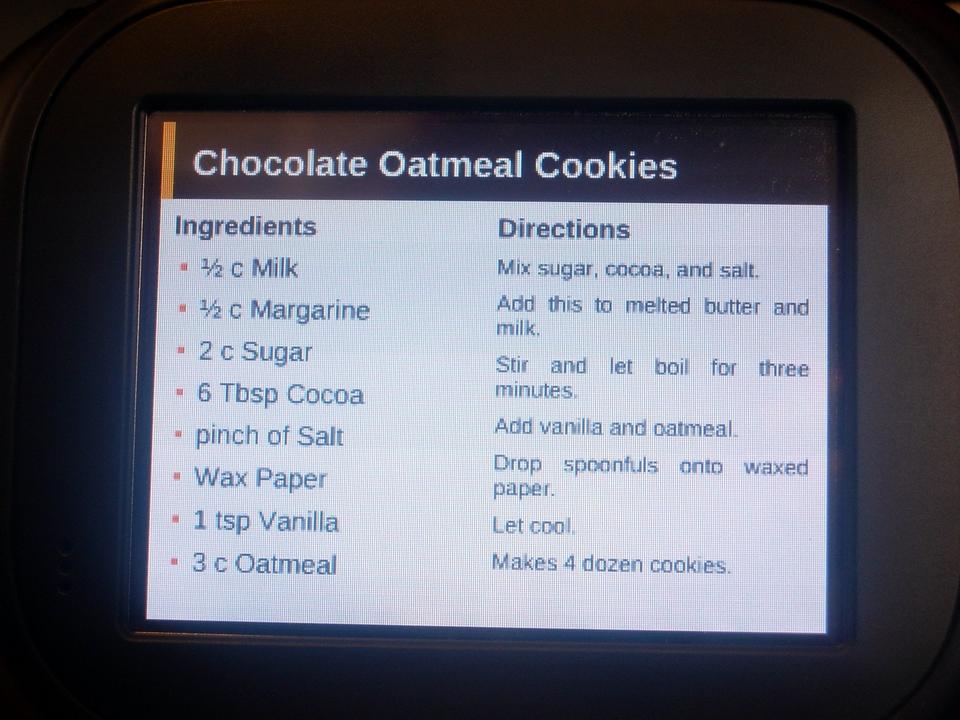 Chocolate Oatmeal Cookies
Ingredients
½ c Milk
½ c Margarine
2 c Sugar
6 Tbsp Cocoa
pinch of Salt
Wax Paper
1 tsp Vanilla
3 c Oatmeal
Directions
Mix sugar, cocoa, and salt.
Add this to melted butter and
milk.
Stir and let boil for three
minutes.
Add vanilla and oatmeal.
Drop spoonfuls onto waxed
paper.
Let cool.
Makes 4 dozen cookies.